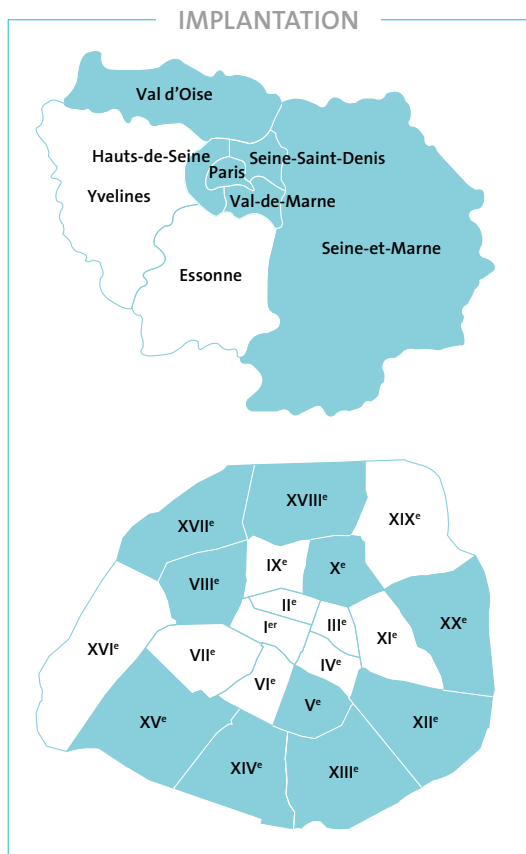 IMPLANTATION
Val d’Oise
Hauts-de-Seine
Seine-Saint-Denis
Paris
Yvelines
Val-de-Marne
Seine-et-Marne
Essonne
XVIIIᵉ
XIXᵉ
XVIIᵉ
IXᵉ
Xᵉ
VIIIᵉ
IIᵉ
Iᵉʳ
IIIᵉ
XXᵉ
XIᵉ
XVIᵉ
VIIᵉ
IVᵉ
VIᵉ
Vᵉ
XVᵉ
XIIᵉ
XIVᵉ
XIIIᵉ